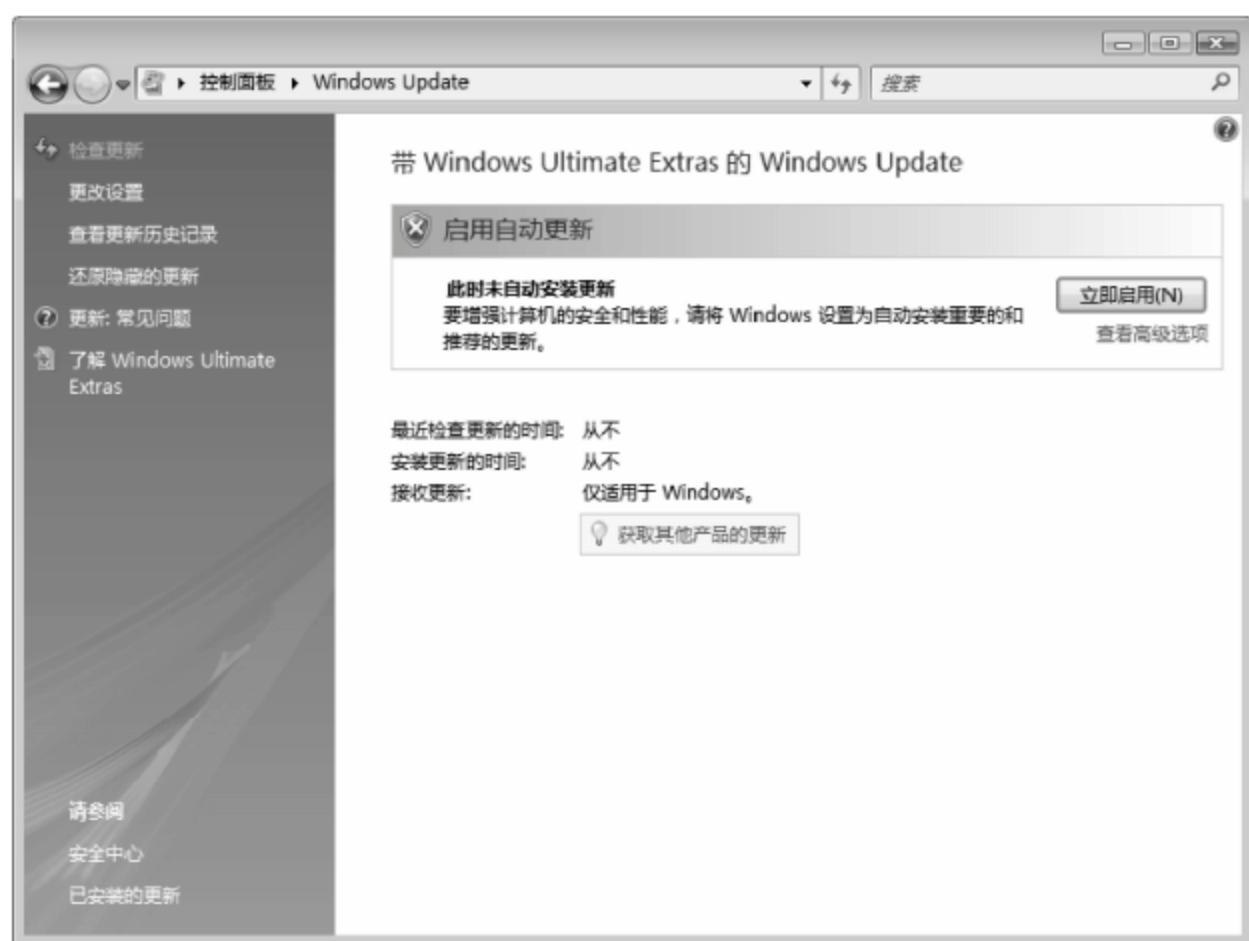 控制面板 Windows Update
搜索
检查更新
更改设置
查看更新历史记录
还原隐藏的更新
更新: 常见问题
了解 Windows Ultimate
Extras
请参阅
安全中心
已安装的更新
带 Windows Ultimate Extras 的 Windows Update
启用自动更新
此时未自动安装更新
要增强计算机的安全和性能，请将 Windows 设置为自动安装重要的和
推荐的更新。
立即启用(N)
查看高级选项
最近检查更新的时间: 从不
安装更新的时间: 从不
接收更新: 仅适用于 Windows。
获取其他产品的更新